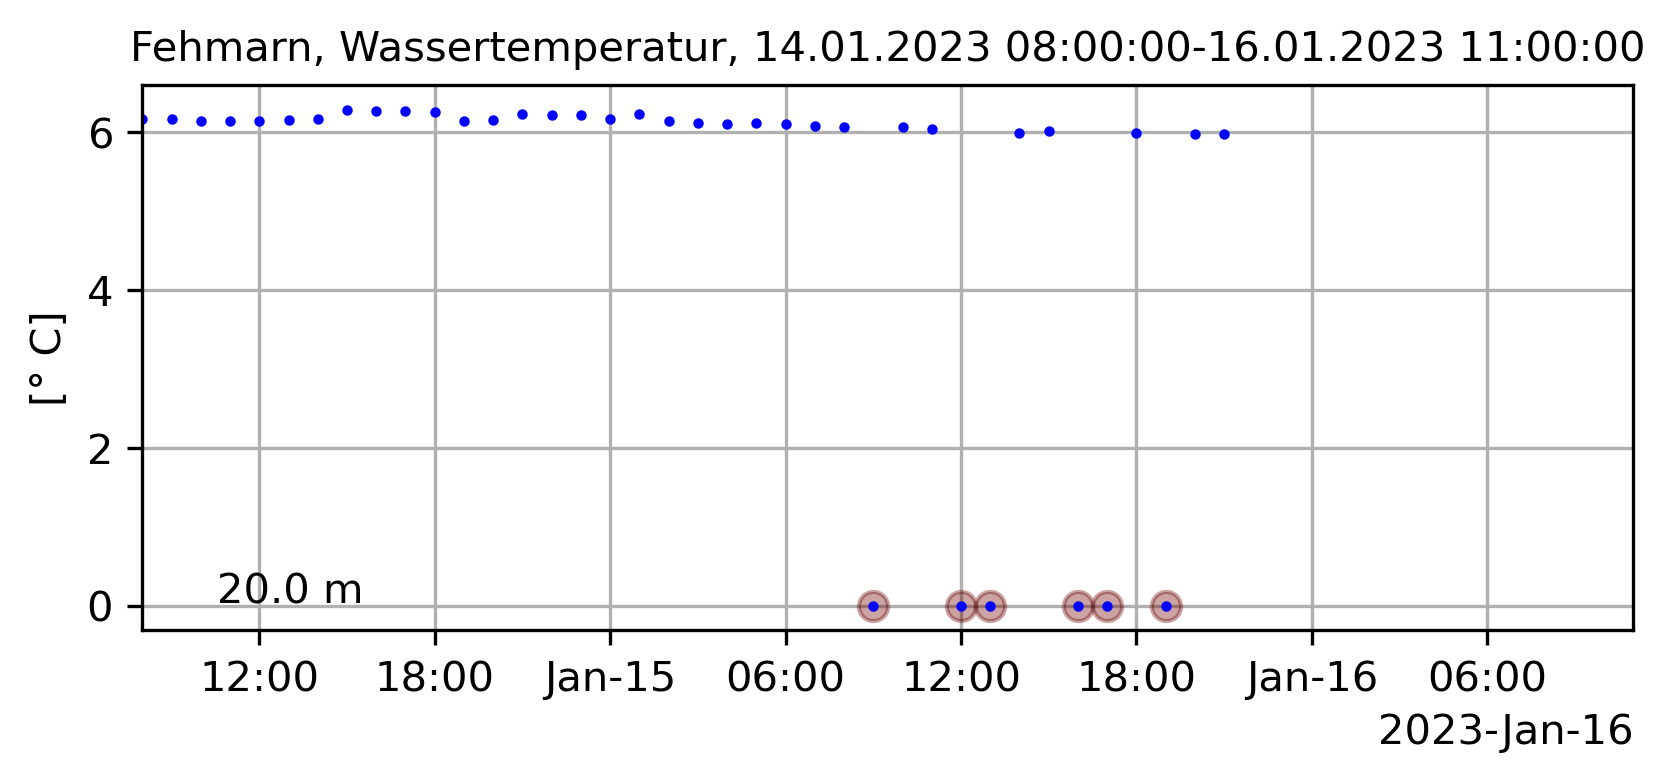 Fehmarn, Wassertemperatur, 14.01.2023 08:00:00-16.01.2023 11:00:00
[° C]
6
4
2
0
20.0 m
12:00 18:00 Jan-15 06:00 12:00 18:00 Jan-16 06:00
2023-Jan-16